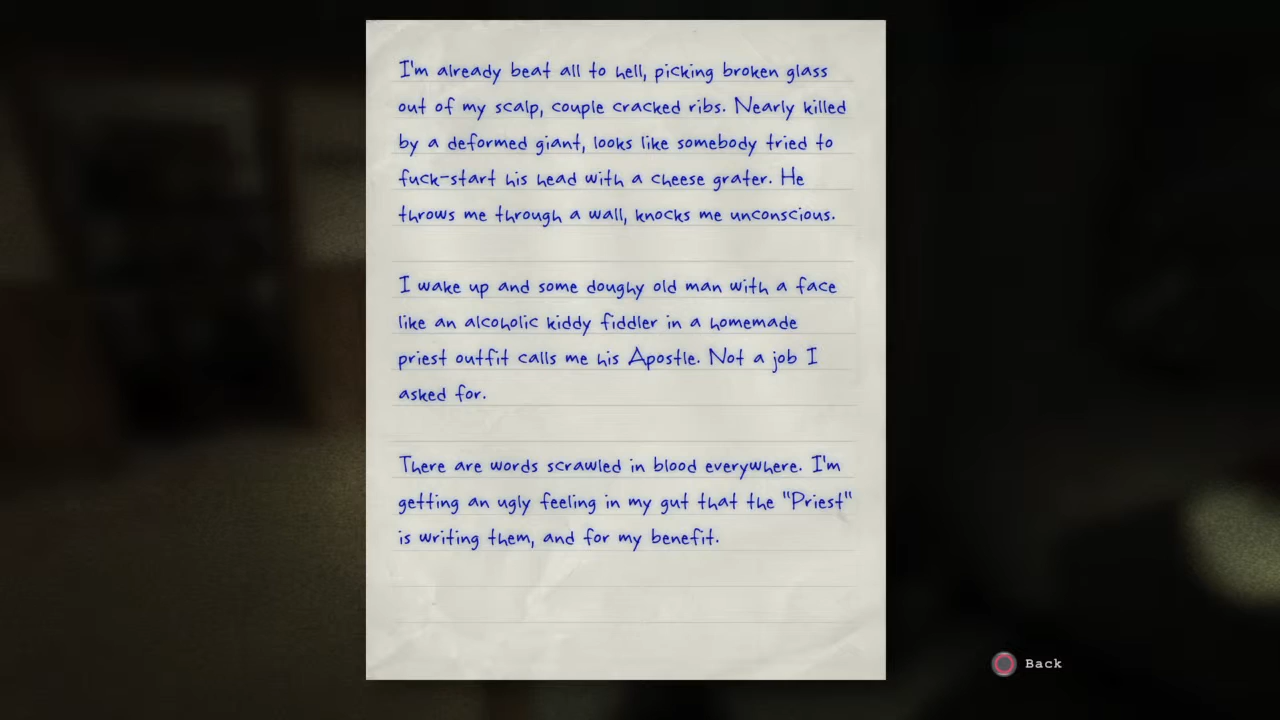 I'm already beat all to hell, picking broken glass
out of my scalp, couple cracked ribs. Nearly killed
by a deformed giant, looks like somebody tried to
fuck-start his head with a cheese grater. He
throws me through a wall, knocks me unconscious.
I wake up and some doughy old man with a face
like an alcoholic kiddy fiddler in a homemade
priest outfit calls me his Apostle. Not a job I
asked for.
There are words scrawled in blood everywhere. I'm
getting an ugly feeling in my gut that the "Priest"
is writing them, and for my benefit.
Back